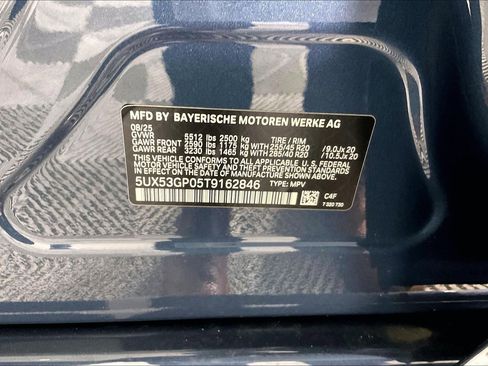 MFD BY BAYERISCHE MOTOREN WERKE AG
08/25
GVWR 5512 lbs 2500 kg TIRE / RIM
GAWR FRONT 2590 lbs 1175 kg 255/45 R20 / 9.0Jx 20
GAWR REAR 3230 lbs 1465 kg 285/40 R20 / 10.5Jx 20
THIS VEHICLE CONFORMS TO ALL APPLICABLE U.S. FEDERAL
MOTOR VEHICLE SAFETY AND THEFT PREVENTION
STANDARDS IN EFFECT ON THE DATE OF
MANUFACTURE SHOWN ABOVE.
5UX53GP05T9162846 TYPE: MPV
C4F
7 320 730